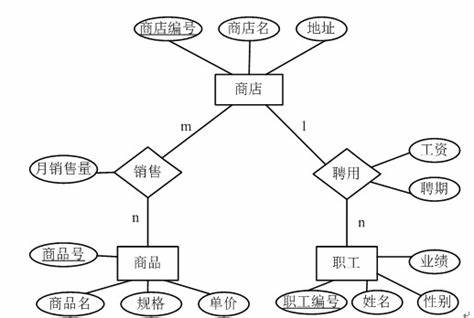 商店编号 商店名 地址
商店
m l
月销售量 销售 聘用 工资
聘期
n n
商品号 商品 职工 业绩
商品名 规格 单价 职工编号 姓名 性别